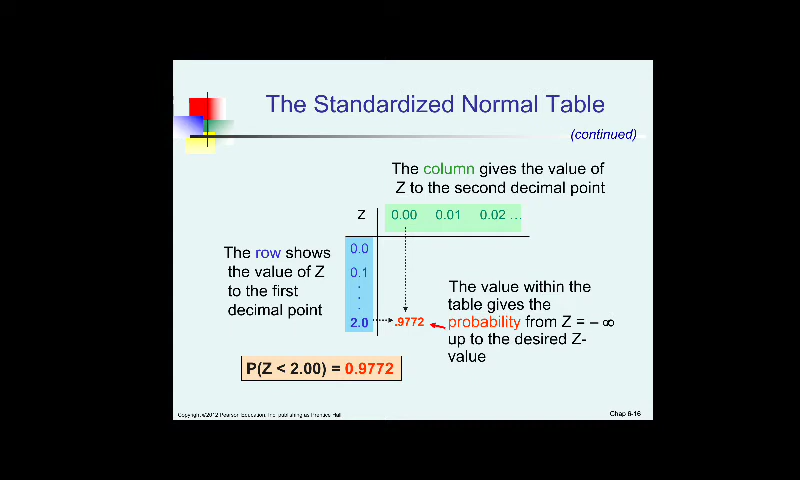 The Standardized Normal Table
(continued)
The column gives the value of
Z to the second decimal point
Z 0.00 0.01 0.02 …
0.0
0.1
.
.
.
2.0 .9772
The row shows
the value of Z
to the first
decimal point
The value within the
table gives the
probability from Z = – ∞
up to the desired Z-
value
P(Z < 2.00) = 0.9772
Copyright ©2012 Pearson Education, Inc. publishing as Prentice Hall
Chap 6-16